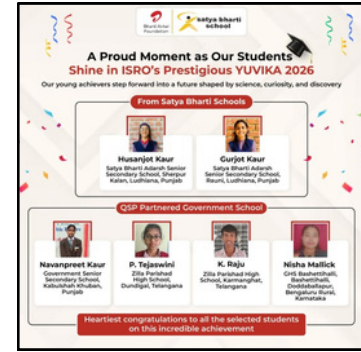 Bharti Airtel
Foundation
satya bharti
school
A Proud Moment as Our Students
Shine in ISRO's Prestigious YUVIKA 2026
Our young achievers step forward into a future shaped by science, curiosity, and discovery
From Satya Bharti Schools
Husanjot Kaur
Satya Bharti Adarsh Senior
Secondary School, Sherpur
Kalan, Ludhiana, Punjab
Gurjot Kaur
Satya Bharti Adarsh
Senior Secondary School,
Rauni, Ludhiana, Punjab
QSP Partnered Government School
Navanpreet Kaur
Government Senior
Secondary School,
Kabulshah Khuban,
Punjab
P. Tejaswini
Zilla Parishad
High School,
Dundigal, Telangana
K. Raju
Zilla Parishad High
School, Karmanghat,
Telangana
Nisha Mallick
GHS Bashettihalli,
Bashettihalli,
Doddaballapur,
Bengaluru Rural,
Karnataka
Heartiest congratulations to all the selected students
on this incredible achievement